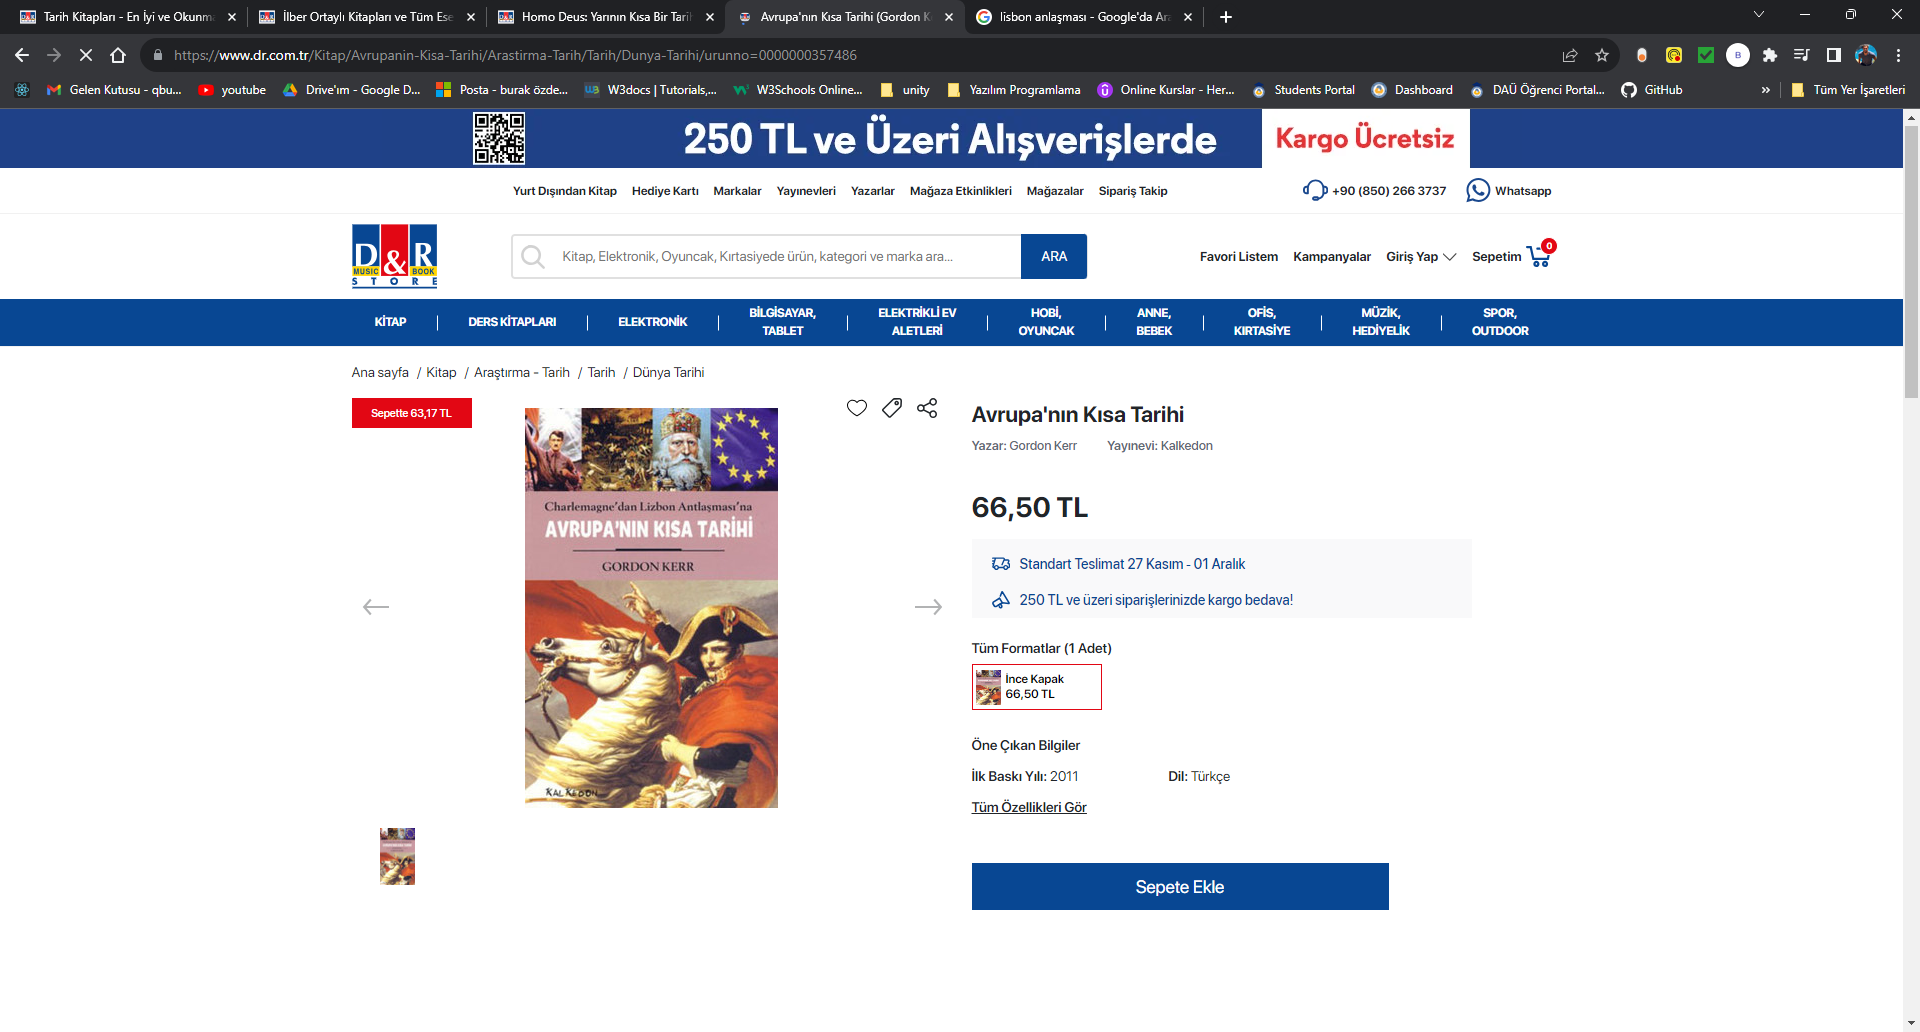 Tarih Kitapları - En İyi ve Okunma
İlber Ortaylı Kitapları ve Tüm Ese
Homo Deus: Yarının Kısa Bir Tarih
Avrupa'nın Kısa Tarihi (Gordon K
lisbon anlaşması - Google'da Ara
https://www.dr.com.tr/Kitap/Avrupanin-Kisa-Tarihi/Arastirma-Tarih/Tarih/Dunya-Tarihi/urunno=0000000357486
Gelen Kutusu - qbu...
youtube
Drive'ım - Google D...
Posta - burak özde...
W3docs | Tutorials,...
W3Schools Online...
unity
Yazılım Programlama
Online Kurslar - Her...
Students Portal
Dashboard
DAÜ Öğrenci Portal...
GitHub
»
Tüm Yer İşaretleri
250 TL ve Üzeri Alışverişlerde
Kargo Ücretsiz
Yurt Dışından Kitap
Hediye Kartı
Markalar
Yayınevleri
Yazarlar
Mağaza Etkinlikleri
Mağazalar
Sipariş Takip
+90 (850) 266 3737
Whatsapp
D&R
MUSIC BOOK
STORE
Kitap, Elektronik, Oyuncak, Kırtasiyede ürün, kategori ve marka ara...
ARA
Favori Listem
Kampanyalar
Giriş Yap
Sepetim
0
KİTAP
DERS KİTAPLARI
ELEKTRONİK
BİLGİSAYAR,
TABLET
ELEKTRİKLİ EV
ALETLERİ
HOBİ,
OYUNCAK
ANNE,
BEBEK
OFİS,
KIRTASİYE
MÜZİK,
HEDİYELİK
SPOR,
OUTDOOR
Ana sayfa / Kitap / Araştırma - Tarih / Tarih / Dünya Tarihi
Sepette 63,17 TL
Charlemagne'dan Lizbon Antlaşması'na
AVRUPA'NIN KISA TARİHİ
GORDON KERR
KALKEDON
Avrupa'nın Kısa Tarihi
Yazar: Gordon Kerr
Yayınevi: Kalkedon
66,50 TL
Standart Teslimat 27 Kasım - 01 Aralık
250 TL ve üzeri siparişlerinizde kargo bedava!
Tüm Formatlar (1 Adet)
İnce Kapak
66,50 TL
Öne Çıkan Bilgiler
İlk Baskı Yılı: 2011
Dil: Türkçe
Tüm Özellikleri Gör
Sepete Ekle